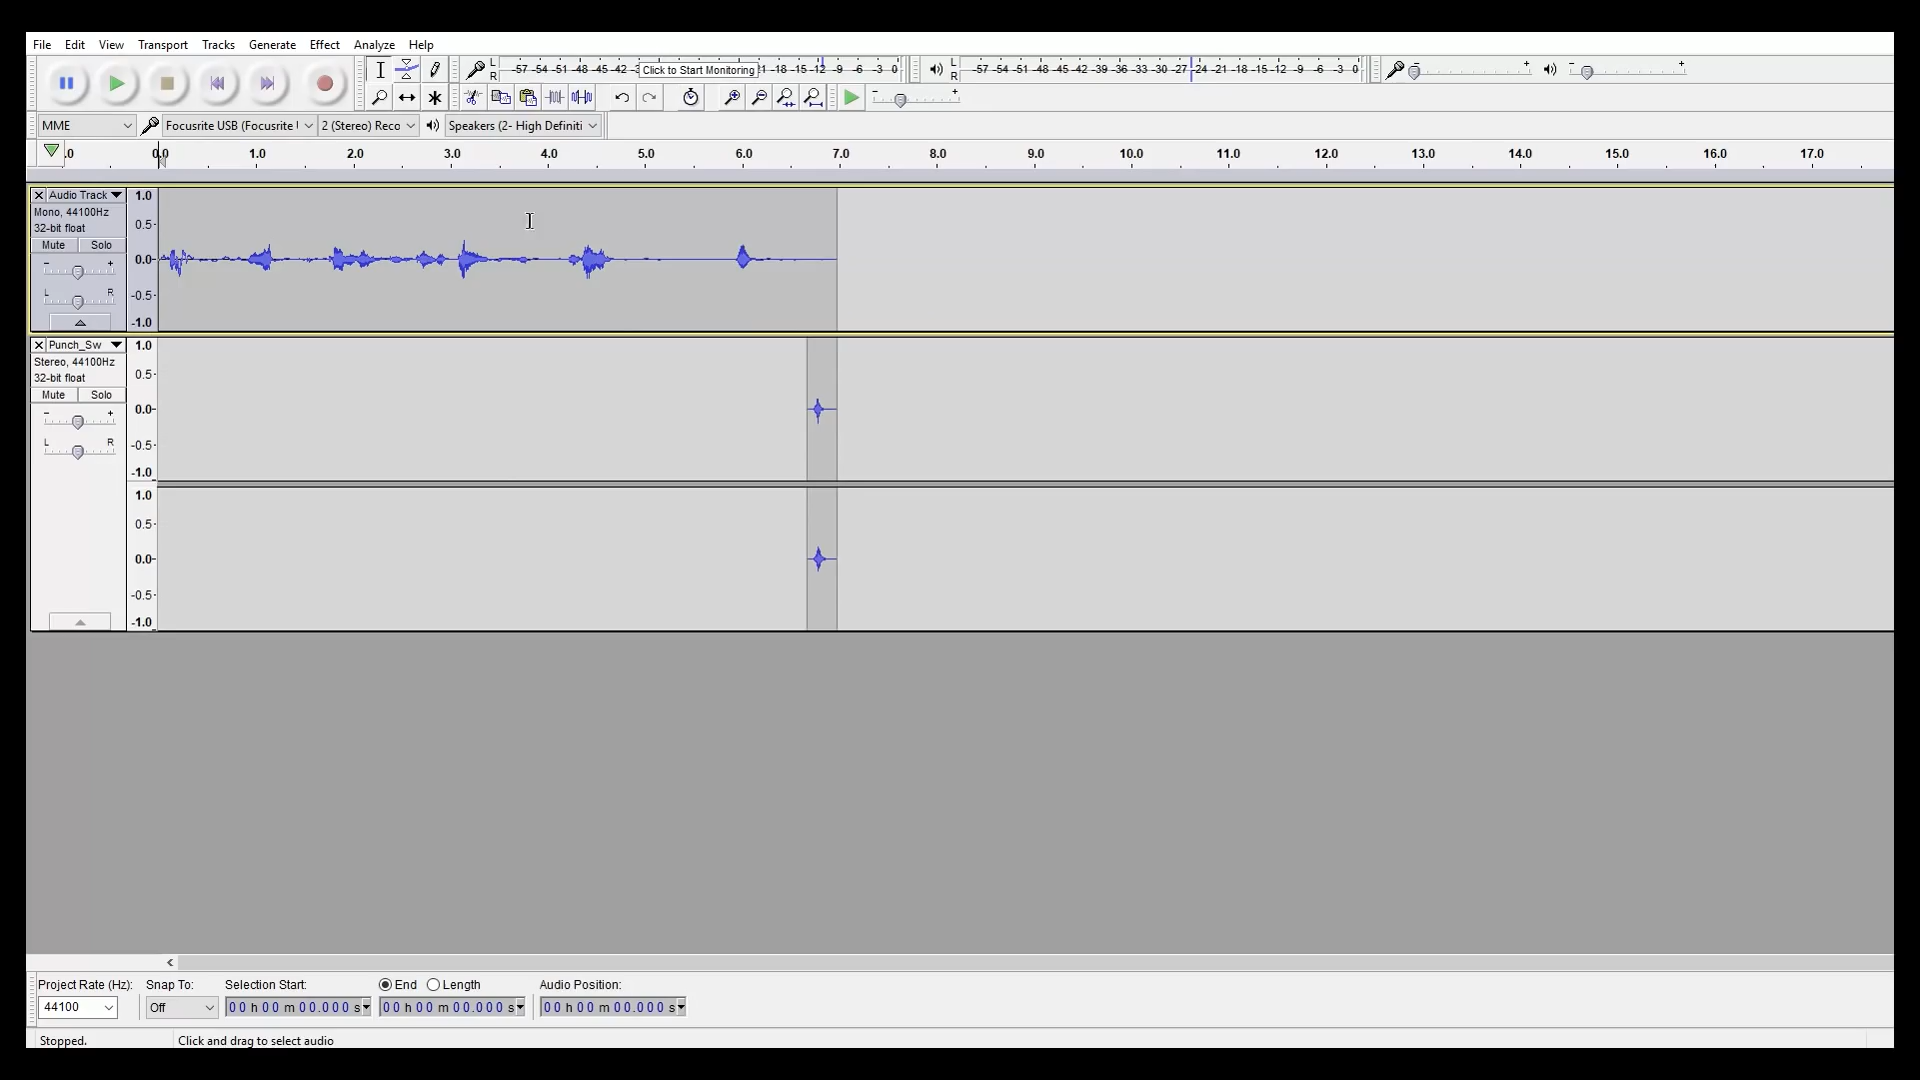 File Edit View Transport Tracks Generate Effect Analyze Help
L
R
-57 -54 -51 -48 -45 -42 -3 Click to Start Monitoring -18 -15 -12 -9 -6 -3 0
L
R
-57 -54 -51 -48 -45 -42 -39 -36 -33 -30 -27 -24 -21 -18 -15 -12 -9 -6 -3 0
- +
- +
- +
MME Focusrite USB (Focusrite 2 (Stereo) Reco Speakers (2- High Definiti
.0 0.0 1.0 2.0 3.0 4.0 5.0 6.0 7.0 8.0 9.0 10.0 11.0 12.0 13.0 14.0 15.0 16.0 17.0
Audio Track
Mono, 44100Hz
32-bit float
Mute Solo
- +
L R
1.0
0.5-
0.0-
-0.5-
-1.0
Punch_Sw
Stereo, 44100Hz
32-bit float
Mute Solo
- +
L R
1.0
0.5-
0.0-
-0.5-
-1.0
1.0
0.5-
0.0-
-0.5-
-1.0
Project Rate (Hz): Snap To: Selection Start: End Length Audio Position:
44100 Off 00 h 00 m 00.000 s 00 h 00 m 00.000 s 00 h 00 m 00.000 s
Stopped. Click and drag to select audio